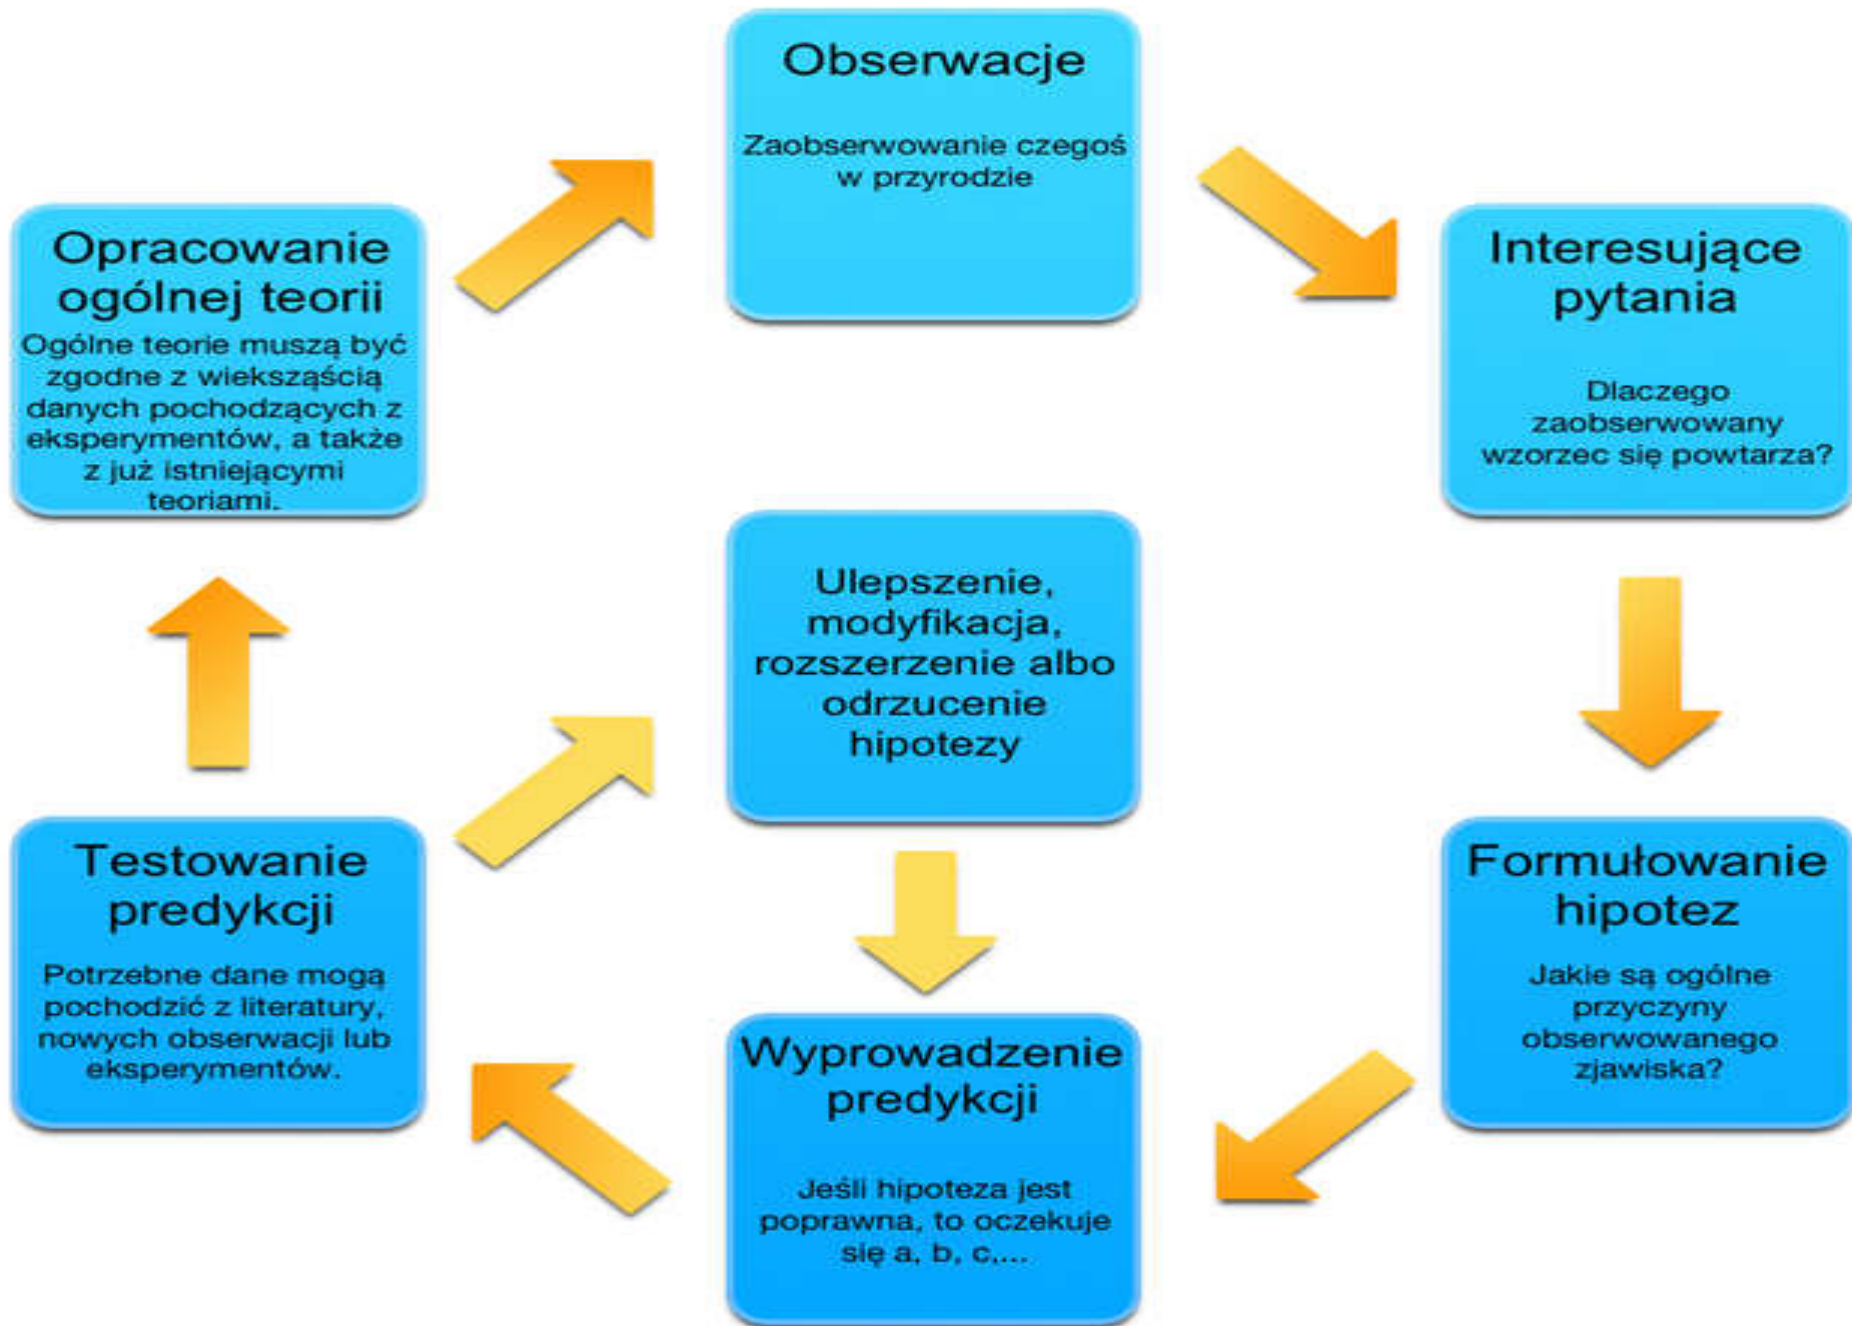 Obserwacje
Zaobserwowanie czegoś
w przyrodzie
Interesujące
pytania
Dlaczego
zaobserwowany
wzorzec się powtarza?
Formułowanie
hipotez
Jakie są ogólne
przyczyny
obserwowanego
zjawiska?
Wyprowadzenie
predykcji
Jeśli hipoteza jest
poprawna, to oczekuje
się a, b, c,...
Testowanie
predykcji
Potrzebne dane mogą
pochodzić z literatury,
nowych obserwacji lub
eksperymentów.
Ulepszenie,
modyfikacja,
rozszerzenie albo
odrzucenie
hipotezy
Opracowanie
ogólnej teorii
Ogólne teorie muszą być
zgodne z wieksząścią
danych pochodzących z
eksperymentów, a także
z już istniejącymi
teoriami.